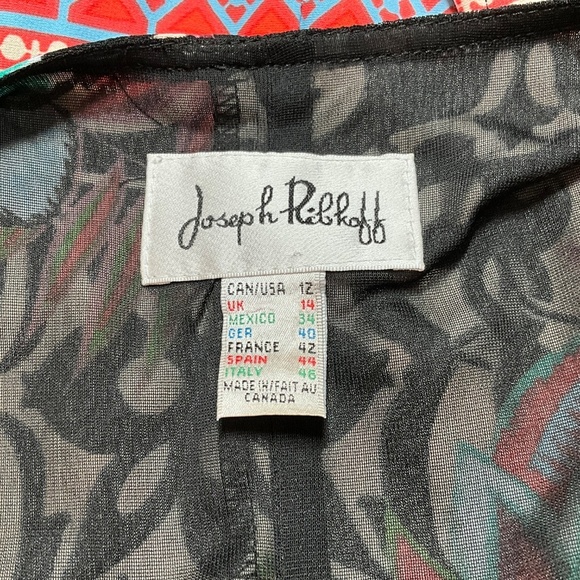 Joseph Ribkoff
CAN/USA 12
UK 14
MEXICO 34
GER 40
FRANCE 42
SPAIN 44
ITALY 46
MADE IN/FAIT AU
CANADA